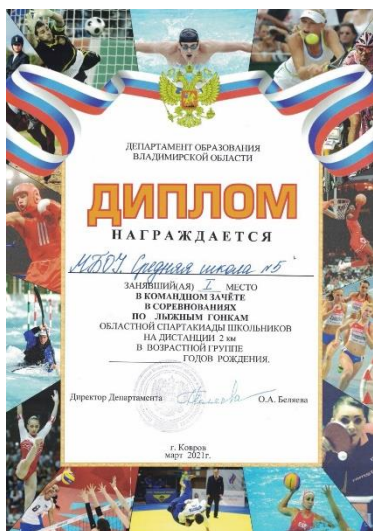 ДЕПАРТАМЕНТ ОБРАЗОВАНИЯ
ВЛАДИМИРСКОЙ ОБЛАСТИ
ДИПЛОМ
НАГРАЖДАЕТСЯ
МБОУ Средняя школа №5
ЗАНЯВШИЙ(АЯ) I МЕСТО
В КОМАНДНОМ ЗАЧЁТЕ
В СОРЕВНОВАНИЯХ
ПО ЛЫЖНЫМ ГОНКАМ
ОБЛАСТНОЙ СПАРТАКИАДЫ ШКОЛЬНИКОВ
НА ДИСТАНЦИИ 2 км
В ВОЗРАСТНОЙ ГРУППЕ
ГОДОВ РОЖДЕНИЯ.
Директор Департамента О.А. Беляева
г. Ковров
март 2021г.